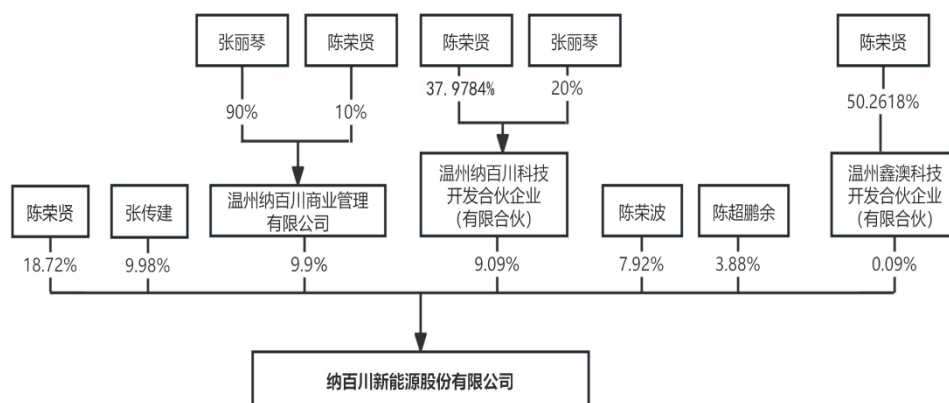 张丽琴
陈荣贤
陈荣贤
张丽琴
陈荣贤
90%
10%
37.9784%
20%
50.2618%
陈荣贤
张传建
温州纳百川商业管理
有限公司
温州纳百川科技
开发合伙企业
(有限合伙)
陈荣波
陈超鹏余
温州鑫澳科技
开发合伙企业
(有限合伙)
18.72%
9.98%
9.9%
9.09%
7.92%
3.88%
0.09%
纳百川新能源股份有限公司